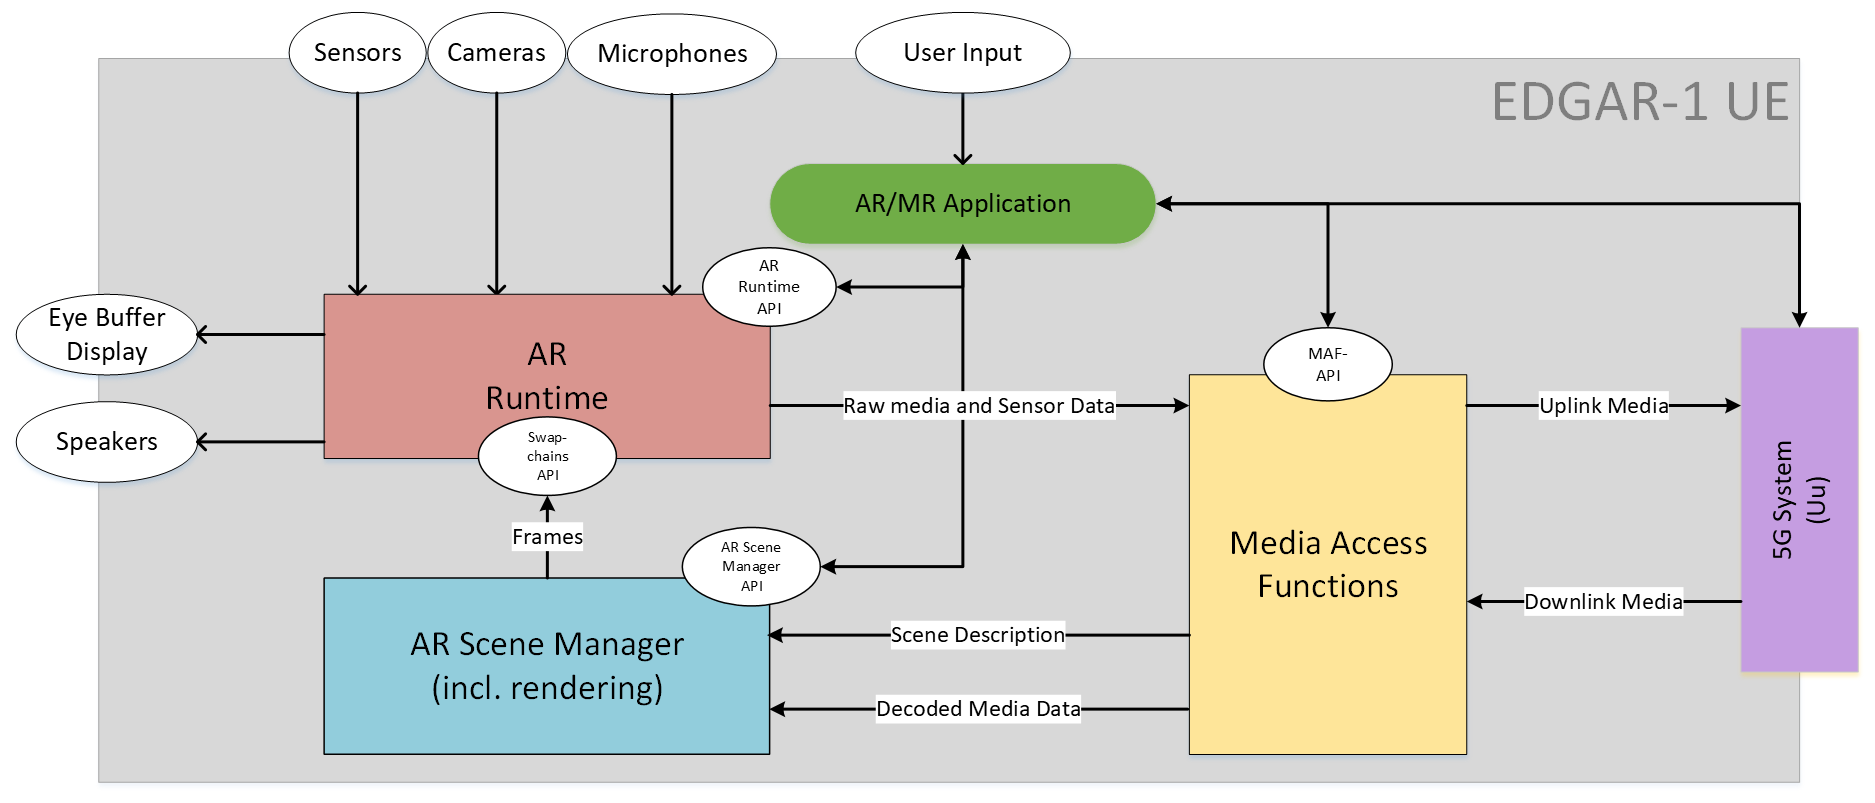 Sensors
Cameras
Microphones
User Input
EDGAR-1 UE
AR/MR Application
AR
Runtime
API
Eye Buffer
Display
AR
Runtime
MAF-
API
Raw media and Sensor Data
Uplink Media
Speakers
Swap-
chains
API
5G System
(Uu)
Frames
AR Scene
Manager
API
Media Access
Functions
Downlink Media
AR Scene Manager
(incl. rendering)
Scene Description
Decoded Media Data